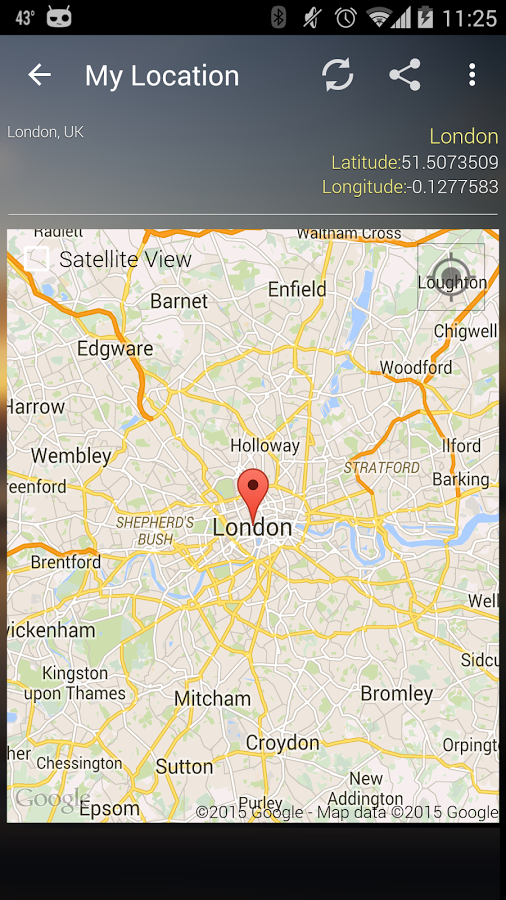 43° 11:25
My Location
London, UK
London
Latitude:51.5073509
Longitude:-0.1277583
Radlett
Waltham Cross
Satellite View
Loughton
Enfield
Barnet
Chigwell
Edgware
Woodford
Harrow
Holloway
Ilford
Wembley
STRATFORD
Barking
reenford
SHEPHERD'S
BUSH
London
Brentford
Well
vickenham
Sidcu
Kingston
upon Thames
Bromley
Mitcham
Croydon
Orpingt
her
Chessington
Sutton
New
Addington
Google
Epsom
Purley
©2015 Google - Map data ©2015 Google